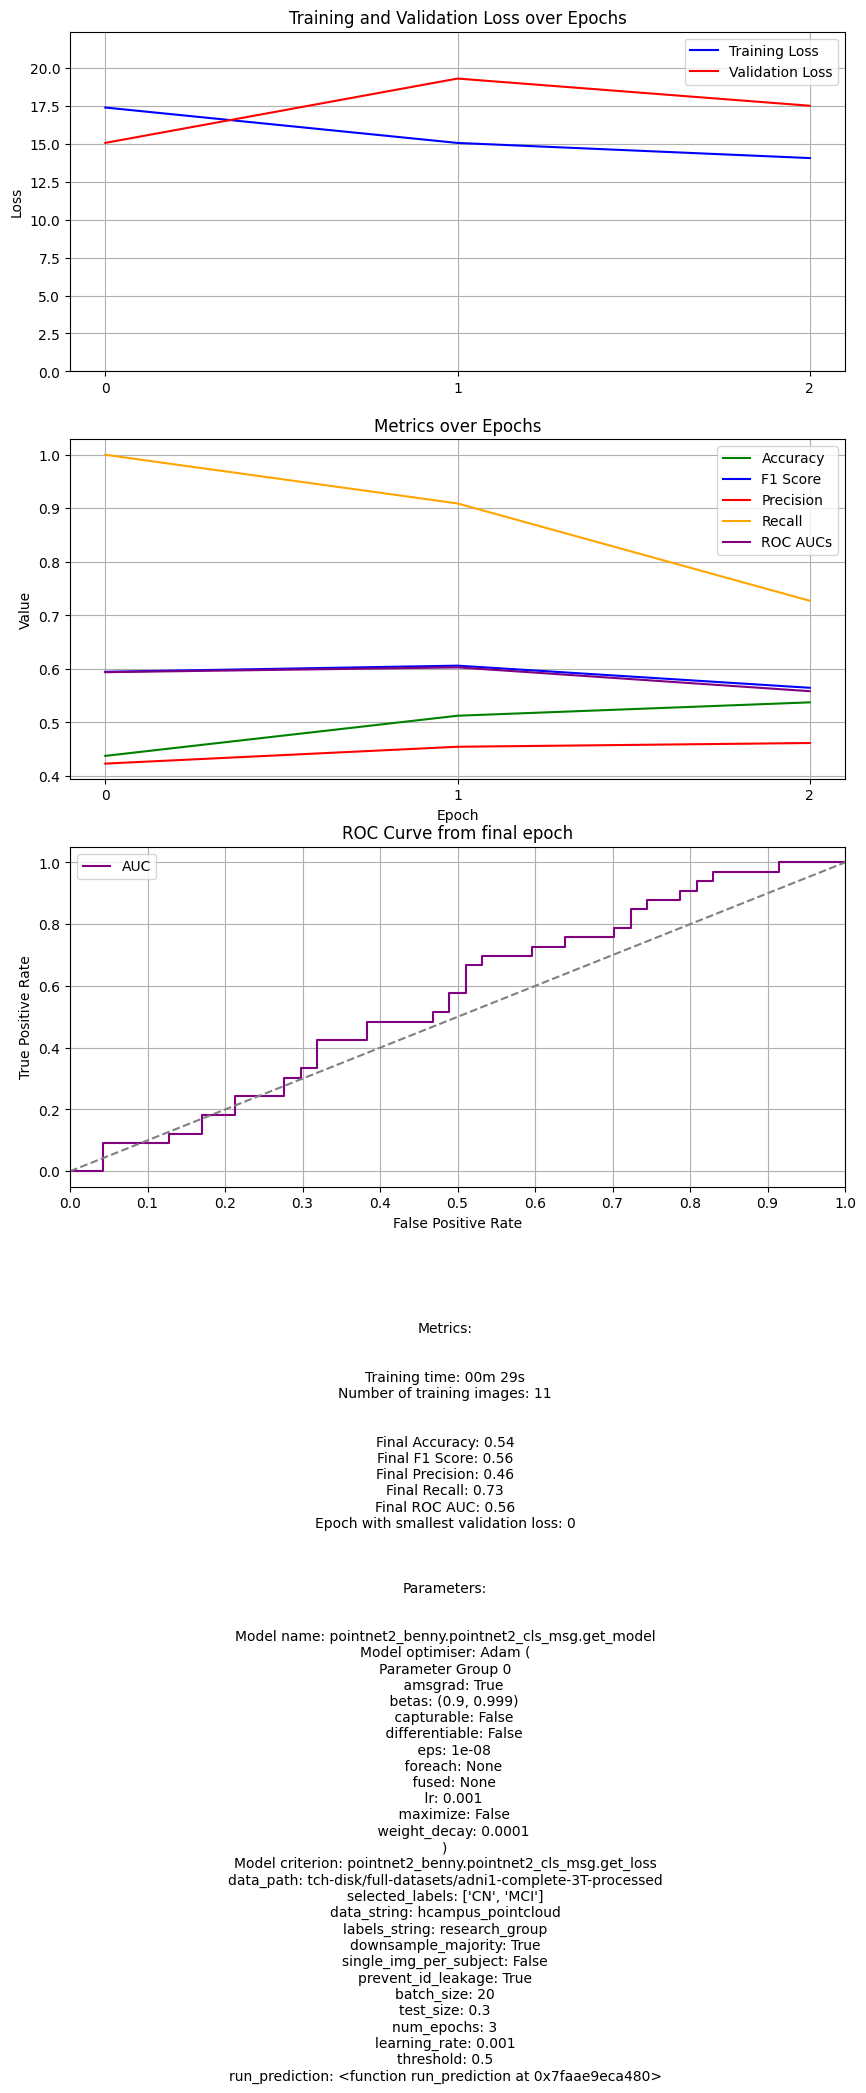 Training and Validation Loss over Epochs
Training Loss
Validation Loss
20.0
17.5
15.0
12.5
10.0
7.5
5.0
2.5
0.0
Loss
0 1 2
Metrics over Epochs
Accuracy
F1 Score
Precision
Recall
ROC AUCs
1.0
0.9
0.8
0.7
0.6
0.5
0.4
Value
0 1 2
Epoch
ROC Curve from final epoch
AUC
1.0
0.8
0.6
0.4
0.2
0.0
True Positive Rate
0.0 0.1 0.2 0.3 0.4 0.5 0.6 0.7 0.8 0.9 1.0
False Positive Rate
Metrics:
Training time: 00m 29s
Number of training images: 11
Final Accuracy: 0.54
Final F1 Score: 0.56
Final Precision: 0.46
Final Recall: 0.73
Final ROC AUC: 0.56
Epoch with smallest validation loss: 0
Parameters:
Model name: pointnet2_benny.pointnet2_cls_msg.get_model
Model optimiser: Adam (
Parameter Group 0
amsgrad: True
betas: (0.9, 0.999)
capturable: False
differentiable: False
eps: 1e-08
foreach: None
fused: None
lr: 0.001
maximize: False
weight_decay: 0.0001
)
Model criterion: pointnet2_benny.pointnet2_cls_msg.get_loss
data_path: tch-disk/full-datasets/adni1-complete-3T-processed
selected_labels: ['CN', 'MCI']
data_string: hcampus_pointcloud
labels_string: research_group
downsample_majority: True
single_img_per_subject: False
prevent_id_leakage: True
batch_size: 20
test_size: 0.3
num_epochs: 3
learning_rate: 0.001
threshold: 0.5
run_prediction: <function run_prediction at 0x7faae9eca480>